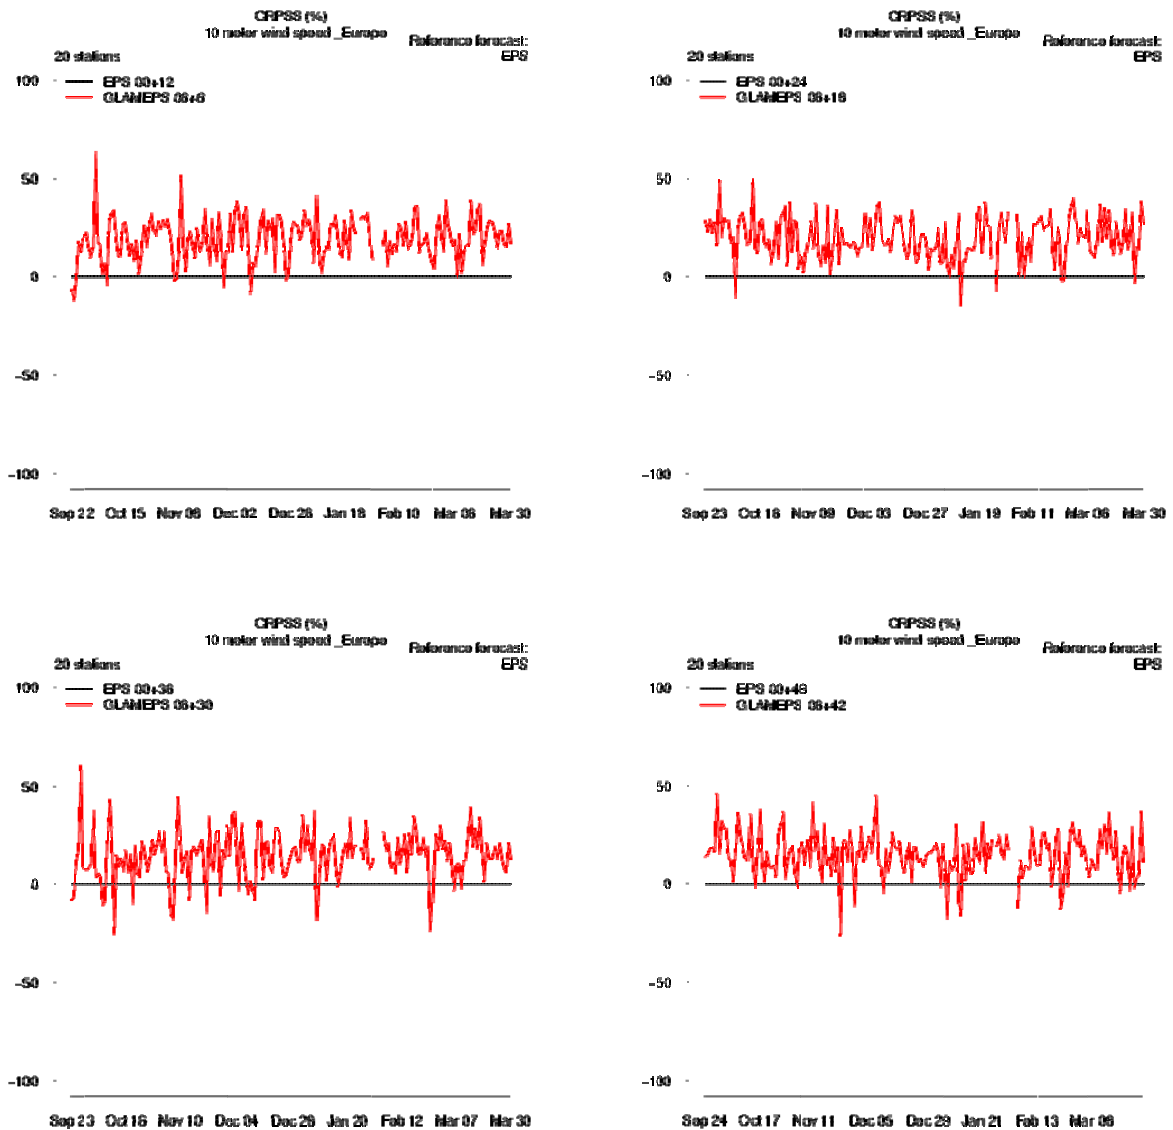 CRPSS (%)
10 meter wind speed _Europe
Reference forecast:
20 stations
EPS
100
EPS 00+12
GLAMEPS 06+6
50
0
-50
-100
Sep 22 Oct 15 Nov 08 Dec 02 Dec 26 Jan 18 Feb 10 Mar 06 Mar 30
CRPSS (%)
10 meter wind speed _Europe
Reference forecast:
20 stations
EPS
100
EPS 00+24
GLAMEPS 06+18
50
0
-50
-100
Sep 23 Oct 16 Nov 09 Dec 03 Dec 27 Jan 19 Feb 11 Mar 06 Mar 30
CRPSS (%)
10 meter wind speed _Europe
Reference forecast:
20 stations
EPS
100
EPS 00+36
GLAMEPS 06+30
50
0
-50
-100
Sep 23 Oct 16 Nov 10 Dec 04 Dec 28 Jan 20 Feb 12 Mar 07 Mar 30
CRPSS (%)
10 meter wind speed _Europe
Reference forecast:
20 stations
EPS
100
EPS 00+48
GLAMEPS 06+42
50
0
-50
-100
Sep 24 Oct 17 Nov 11 Dec 05 Dec 29 Jan 21 Feb 13 Mar 08